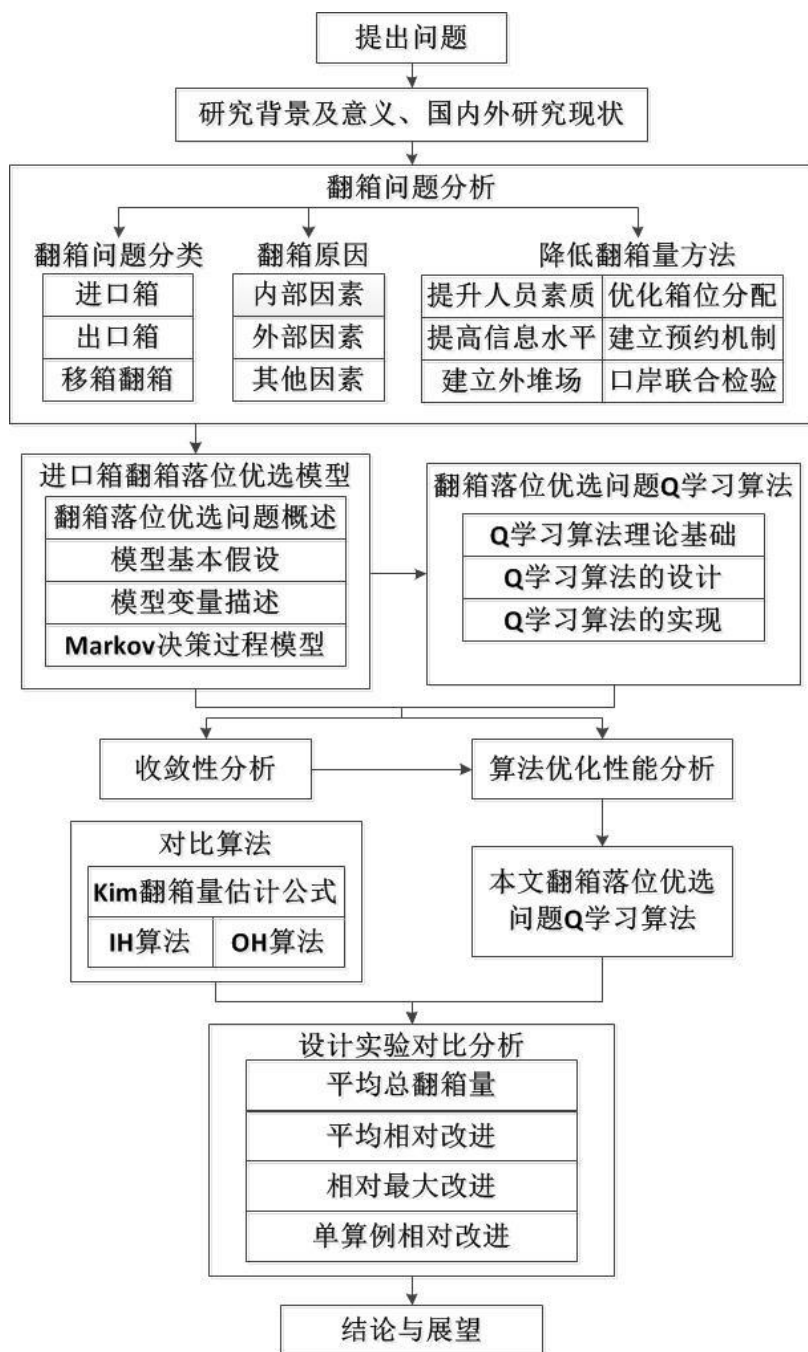 提出问题
研究背景及意义、国内外研究现状
翻箱问题分析
翻箱问题分类
进口箱
出口箱
移箱翻箱
翻箱原因
内部因素
外部因素
其他因素
降低翻箱量方法
提升人员素质 优化箱位分配
提高信息水平 建立预约机制
建立外堆场 口岸联合检验
进口箱翻箱落位优选模型
翻箱落位优选问题概述
模型基本假设
模型变量描述
Markov决策过程模型
翻箱落位优选问题Q学习算法
Q学习算法理论基础
Q学习算法的设计
Q学习算法的实现
收敛性分析
算法优化性能分析
对比算法
Kim翻箱量估计公式
IH算法 OH算法
本文翻箱落位优选
问题Q学习算法
设计实验对比分析
平均总翻箱量
平均相对改进
相对最大改进
单算例相对改进
结论与展望